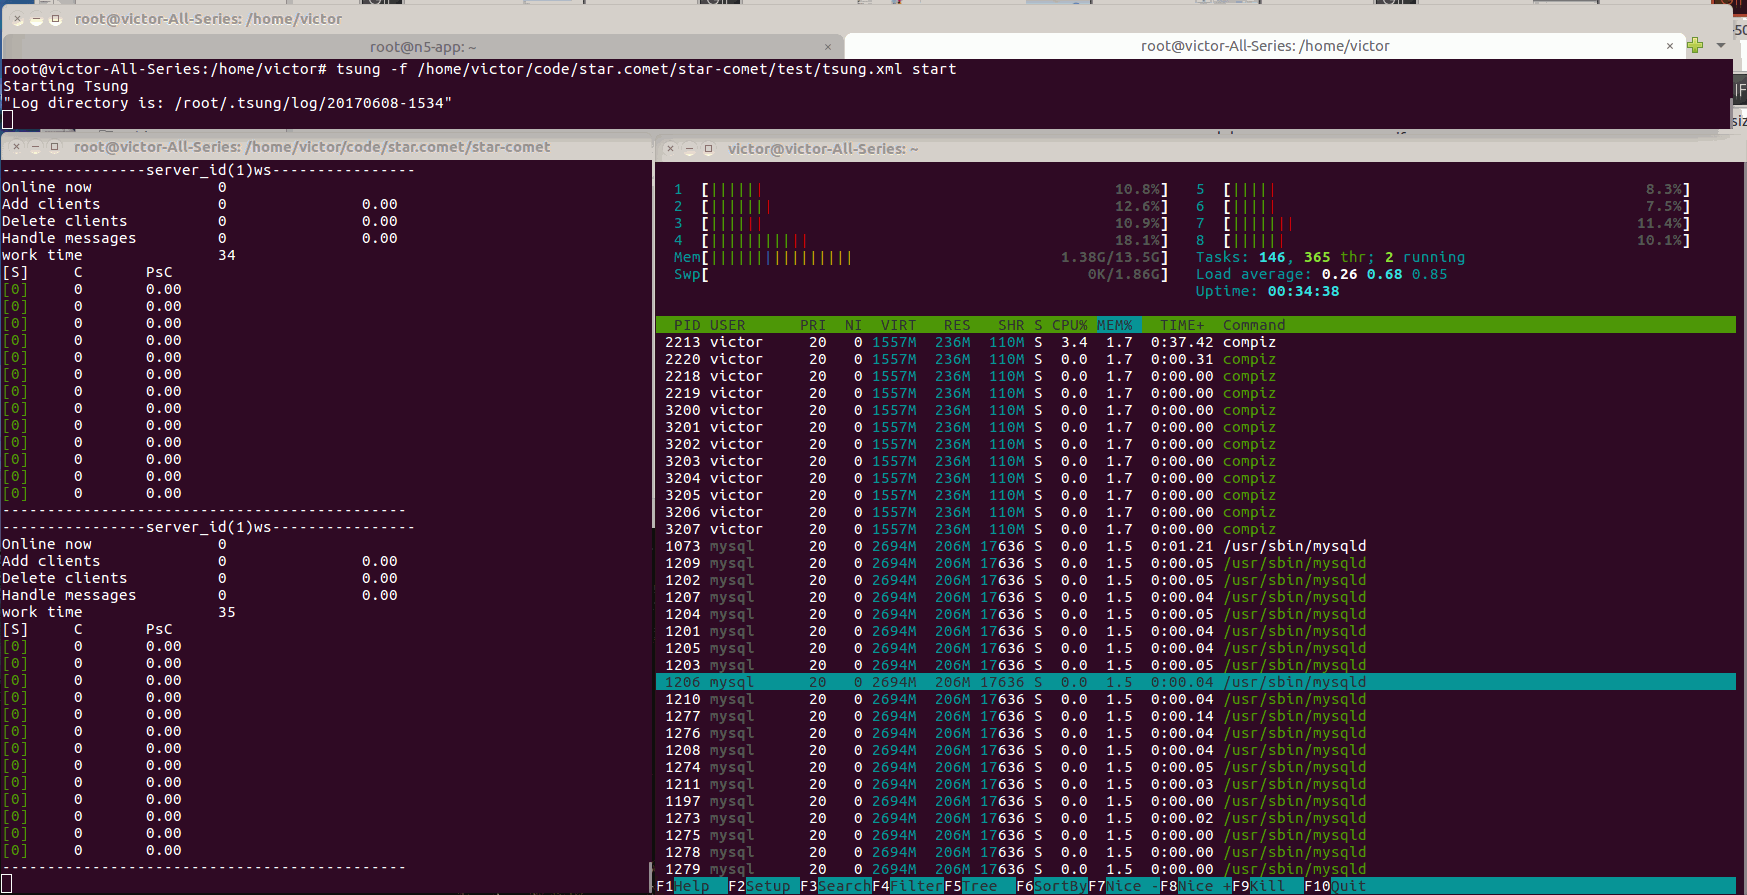 root@victor-All-Series: /home/victor
root@n5-app: ~ ×
root@victor-All-Series: /home/victor ×
root@victor-All-Series:/home/victor# tsung -f /home/victor/code/star.comet/star-comet/test/tsung.xml start
Starting Tsung
"Log directory is: /root/.tsung/log/20170608-1534"
root@victor-All-Series: /home/victor/code/star.comet/star-comet
----------------server_id(1)ws----------------
Online now 0
Add clients 0 0.00
Delete clients 0 0.00
Handle messages 0 0.00
work time 34
[S] C PsC
[0] 0 0.00
[0] 0 0.00
[0] 0 0.00
[0] 0 0.00
[0] 0 0.00
[0] 0 0.00
[0] 0 0.00
[0] 0 0.00
[0] 0 0.00
[0] 0 0.00
[0] 0 0.00
[0] 0 0.00
[0] 0 0.00
---------------------------------------------
----------------server_id(1)ws----------------
Online now 0
Add clients 0 0.00
Delete clients 0 0.00
Handle messages 0 0.00
work time 35
[S] C PsC
[0] 0 0.00
[0] 0 0.00
[0] 0 0.00
[0] 0 0.00
[0] 0 0.00
[0] 0 0.00
[0] 0 0.00
[0] 0 0.00
[0] 0 0.00
[0] 0 0.00
[0] 0 0.00
[0] 0 0.00
[0] 0 0.00
---------------------------------------------
victor@victor-All-Series: ~
1 [|||||| 10.8%] 5 [||||| 8.3%]
2 [||||||| 12.6%] 6 [||||| 7.5%]
3 [|||||| 10.9%] 7 [||||||| 11.4%]
4 [||||||||||| 18.1%] 8 [|||||| 10.1%]
Mem[|||||||||||||||| 1.38G/13.5G] Tasks: 146, 365 thr; 2 running
Swp[ 0K/1.86G] Load average: 0.26 0.68 0.85
Uptime: 00:34:38
PID USER PRI NI VIRT RES SHR S CPU% MEM% TIME+ Command
2213 victor 20 0 1557M 236M 110M S 3.4 1.7 0:37.42 compiz
2220 victor 20 0 1557M 236M 110M S 0.0 1.7 0:00.31 compiz
2218 victor 20 0 1557M 236M 110M S 0.0 1.7 0:00.00 compiz
2219 victor 20 0 1557M 236M 110M S 0.0 1.7 0:00.00 compiz
3200 victor 20 0 1557M 236M 110M S 0.0 1.7 0:00.00 compiz
3201 victor 20 0 1557M 236M 110M S 0.0 1.7 0:00.00 compiz
3202 victor 20 0 1557M 236M 110M S 0.0 1.7 0:00.00 compiz
3203 victor 20 0 1557M 236M 110M S 0.0 1.7 0:00.00 compiz
3204 victor 20 0 1557M 236M 110M S 0.0 1.7 0:00.00 compiz
3205 victor 20 0 1557M 236M 110M S 0.0 1.7 0:00.00 compiz
3206 victor 20 0 1557M 236M 110M S 0.0 1.7 0:00.00 compiz
3207 victor 20 0 1557M 236M 110M S 0.0 1.7 0:00.00 compiz
1073 mysql 20 0 2694M 206M 17636 S 0.0 1.5 0:01.21 /usr/sbin/mysqld
1209 mysql 20 0 2694M 206M 17636 S 0.0 1.5 0:00.05 /usr/sbin/mysqld
1202 mysql 20 0 2694M 206M 17636 S 0.0 1.5 0:00.05 /usr/sbin/mysqld
1207 mysql 20 0 2694M 206M 17636 S 0.0 1.5 0:00.04 /usr/sbin/mysqld
1204 mysql 20 0 2694M 206M 17636 S 0.0 1.5 0:00.05 /usr/sbin/mysqld
1201 mysql 20 0 2694M 206M 17636 S 0.0 1.5 0:00.04 /usr/sbin/mysqld
1205 mysql 20 0 2694M 206M 17636 S 0.0 1.5 0:00.04 /usr/sbin/mysqld
1203 mysql 20 0 2694M 206M 17636 S 0.0 1.5 0:00.05 /usr/sbin/mysqld
1206 mysql 20 0 2694M 206M 17636 S 0.0 1.5 0:00.04 /usr/sbin/mysqld
1210 mysql 20 0 2694M 206M 17636 S 0.0 1.5 0:00.04 /usr/sbin/mysqld
1277 mysql 20 0 2694M 206M 17636 S 0.0 1.5 0:00.14 /usr/sbin/mysqld
1276 mysql 20 0 2694M 206M 17636 S 0.0 1.5 0:00.04 /usr/sbin/mysqld
1208 mysql 20 0 2694M 206M 17636 S 0.0 1.5 0:00.04 /usr/sbin/mysqld
1274 mysql 20 0 2694M 206M 17636 S 0.0 1.5 0:00.05 /usr/sbin/mysqld
1211 mysql 20 0 2694M 206M 17636 S 0.0 1.5 0:00.03 /usr/sbin/mysqld
1197 mysql 20 0 2694M 206M 17636 S 0.0 1.5 0:00.00 /usr/sbin/mysqld
1273 mysql 20 0 2694M 206M 17636 S 0.0 1.5 0:00.02 /usr/sbin/mysqld
1275 mysql 20 0 2694M 206M 17636 S 0.0 1.5 0:00.00 /usr/sbin/mysqld
1278 mysql 20 0 2694M 206M 17636 S 0.0 1.5 0:00.00 /usr/sbin/mysqld
1279 mysql 20 0 2694M 206M 17636 S 0.0 1.5 0:00.00 /usr/sbin/mysqld
F1Help F2Setup F3SearchF4FilterF5Tree F6SortByF7Nice -F8Nice +F9Kill F10Quit